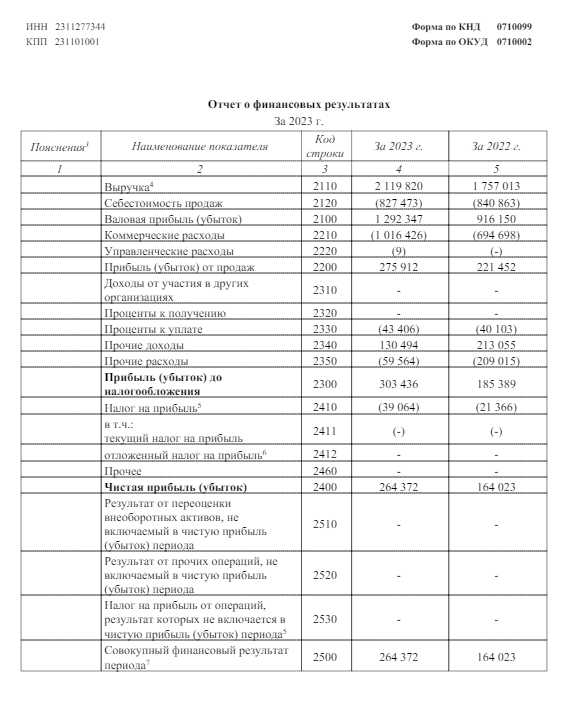 ИНН 2311277344 Форма по КНД 0710099
КПП 231101001 Форма по ОКУД 0710002
Отчет о финансовых результатах
За 2023 г.
Пояснения³ Наименование показателя Код строки За 2023 г. За 2022 г.
1 2 3 4 5
Выручка⁴ 2110 2 119 820 1 757 013
Себестоимость продаж 2120 (827 473) (840 863)
Валовая прибыль (убыток) 2100 1 292 347 916 150
Коммерческие расходы 2210 (1 016 426) (694 698)
Управленческие расходы 2220 (9) (-)
Прибыль (убыток) от продаж 2200 275 912 221 452
Доходы от участия в других
организациях 2310 - -
Проценты к получению 2320 - -
Проценты к уплате 2330 (43 406) (40 103)
Прочие доходы 2340 130 494 213 055
Прочие расходы 2350 (59 564) (209 015)
Прибыль (убыток) до
налогообложения 2300 303 436 185 389
Налог на прибыль⁵ 2410 (39 064) (21 366)
в т.ч.:
текущий налог на прибыль 2411 (-) (-)
отложенный налог на прибыль⁶ 2412 - -
Прочее 2460 - -
Чистая прибыль (убыток) 2400 264 372 164 023
Результат от переоценки
внеоборотных активов, не
включаемый в чистую прибыль
(убыток) периода 2510 - -
Результат от прочих операций, не
включаемый в чистую прибыль
(убыток) периода 2520 - -
Налог на прибыль от операций,
результат которых не включается в
чистую прибыль (убыток) периода⁵ 2530 - -
Совокупный финансовый результат
периода⁷ 2500 264 372 164 023